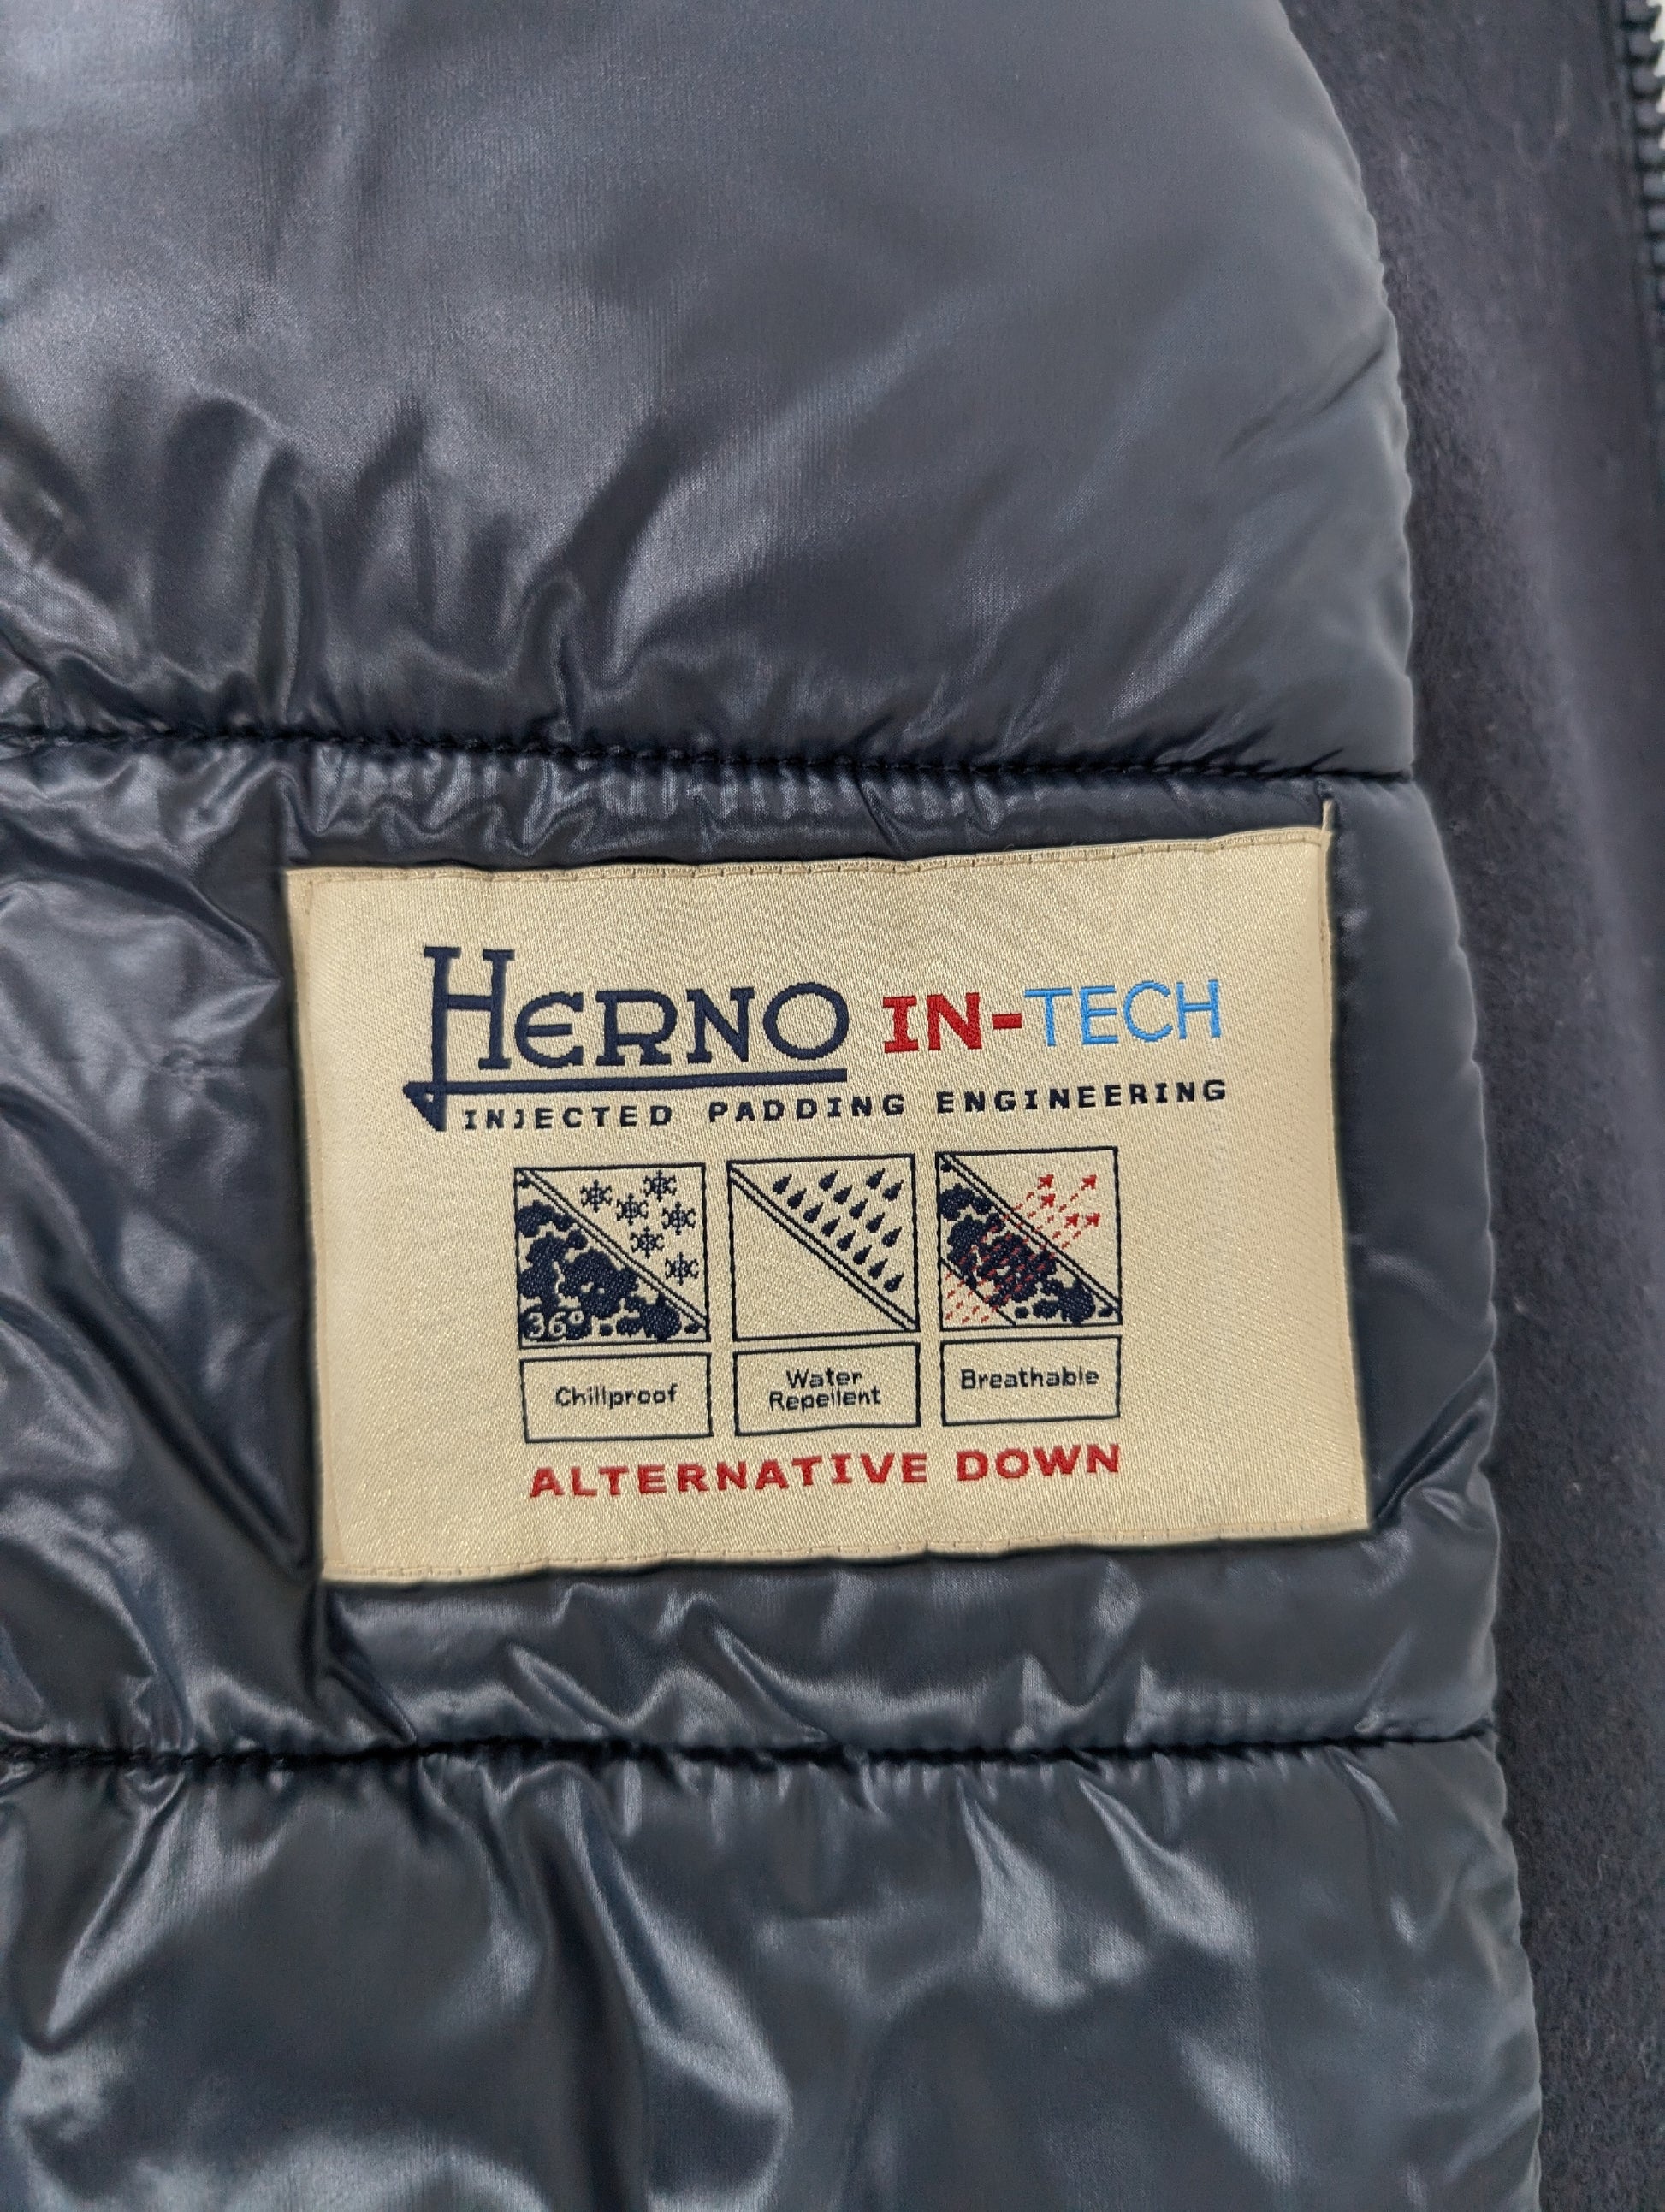 HERNO IN-TECH
INJECTED PADDING ENGINEERING
36°
Chillproof
Water
Repellent
Breathable
ALTERNATIVE DOWN